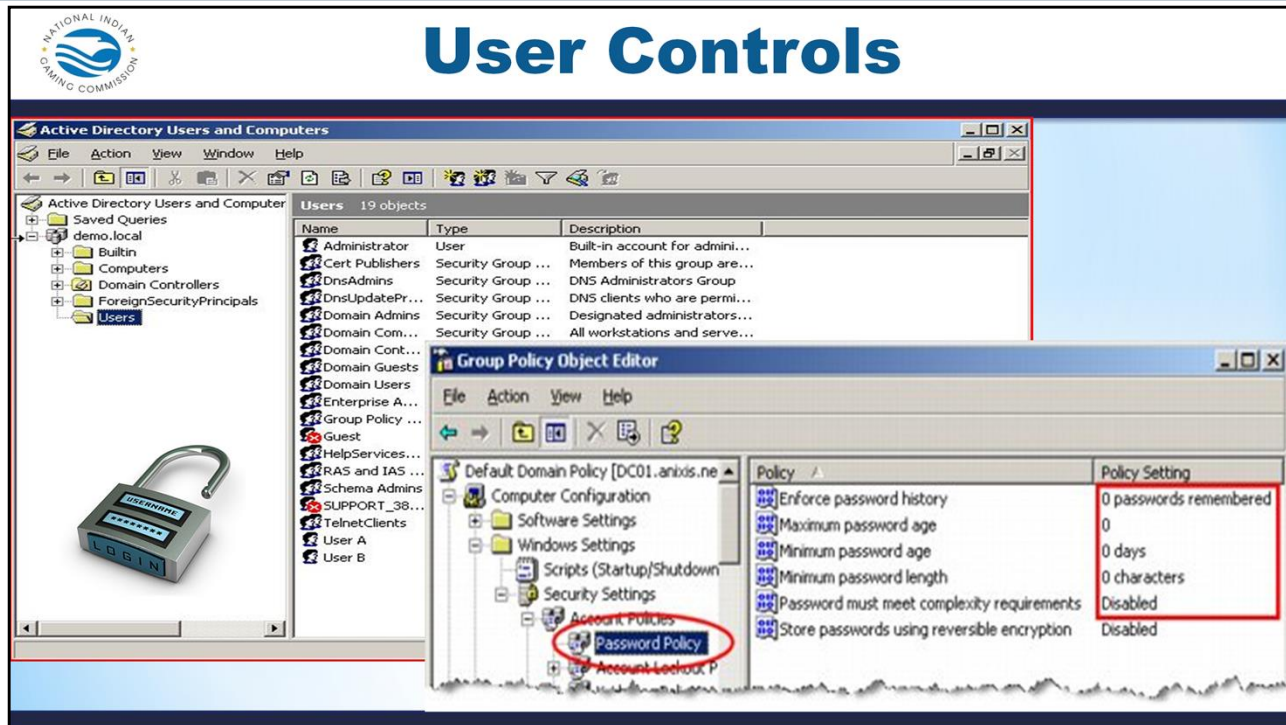 NATIONAL INDIAN
GAMING COMMISSION
User Controls
Active Directory Users and Computers
File Action View Window Help
Active Directory Users and Computer
Saved Queries
demo.local
Builtin
Computers
Domain Controllers
ForeignSecurityPrincipals
Users
Users 19 objects
Name Type Description
Administrator User Built-in account for admini...
Cert Publishers Security Group ... Members of this group are...
DnsAdmins Security Group ... DNS Administrators Group
DnsUpdatePr... Security Group ... DNS clients who are permi...
Domain Admins Security Group ... Designated administrators...
Domain Com... Security Group ... All workstations and serve...
Domain Cont...
Domain Guests
Domain Users
Enterprise A...
Group Policy ...
Guest
HelpServices...
RAS and IAS ...
Schema Admins
SUPPORT_38...
TelnetClients
User A
User B
USERNAME
********
LOGIN
Group Policy Object Editor
File Action View Help
Default Domain Policy [DC01.anixis.ne
Computer Configuration
Software Settings
Windows Settings
Scripts (Startup/Shutdown
Security Settings
Account Policies
Password Policy
Account Lockout P
Policy Policy Setting
Enforce password history 0 passwords remembered
Maximum password age 0
Minimum password age 0 days
Minimum password length 0 characters
Password must meet complexity requirements Disabled
Store passwords using reversible encryption Disabled